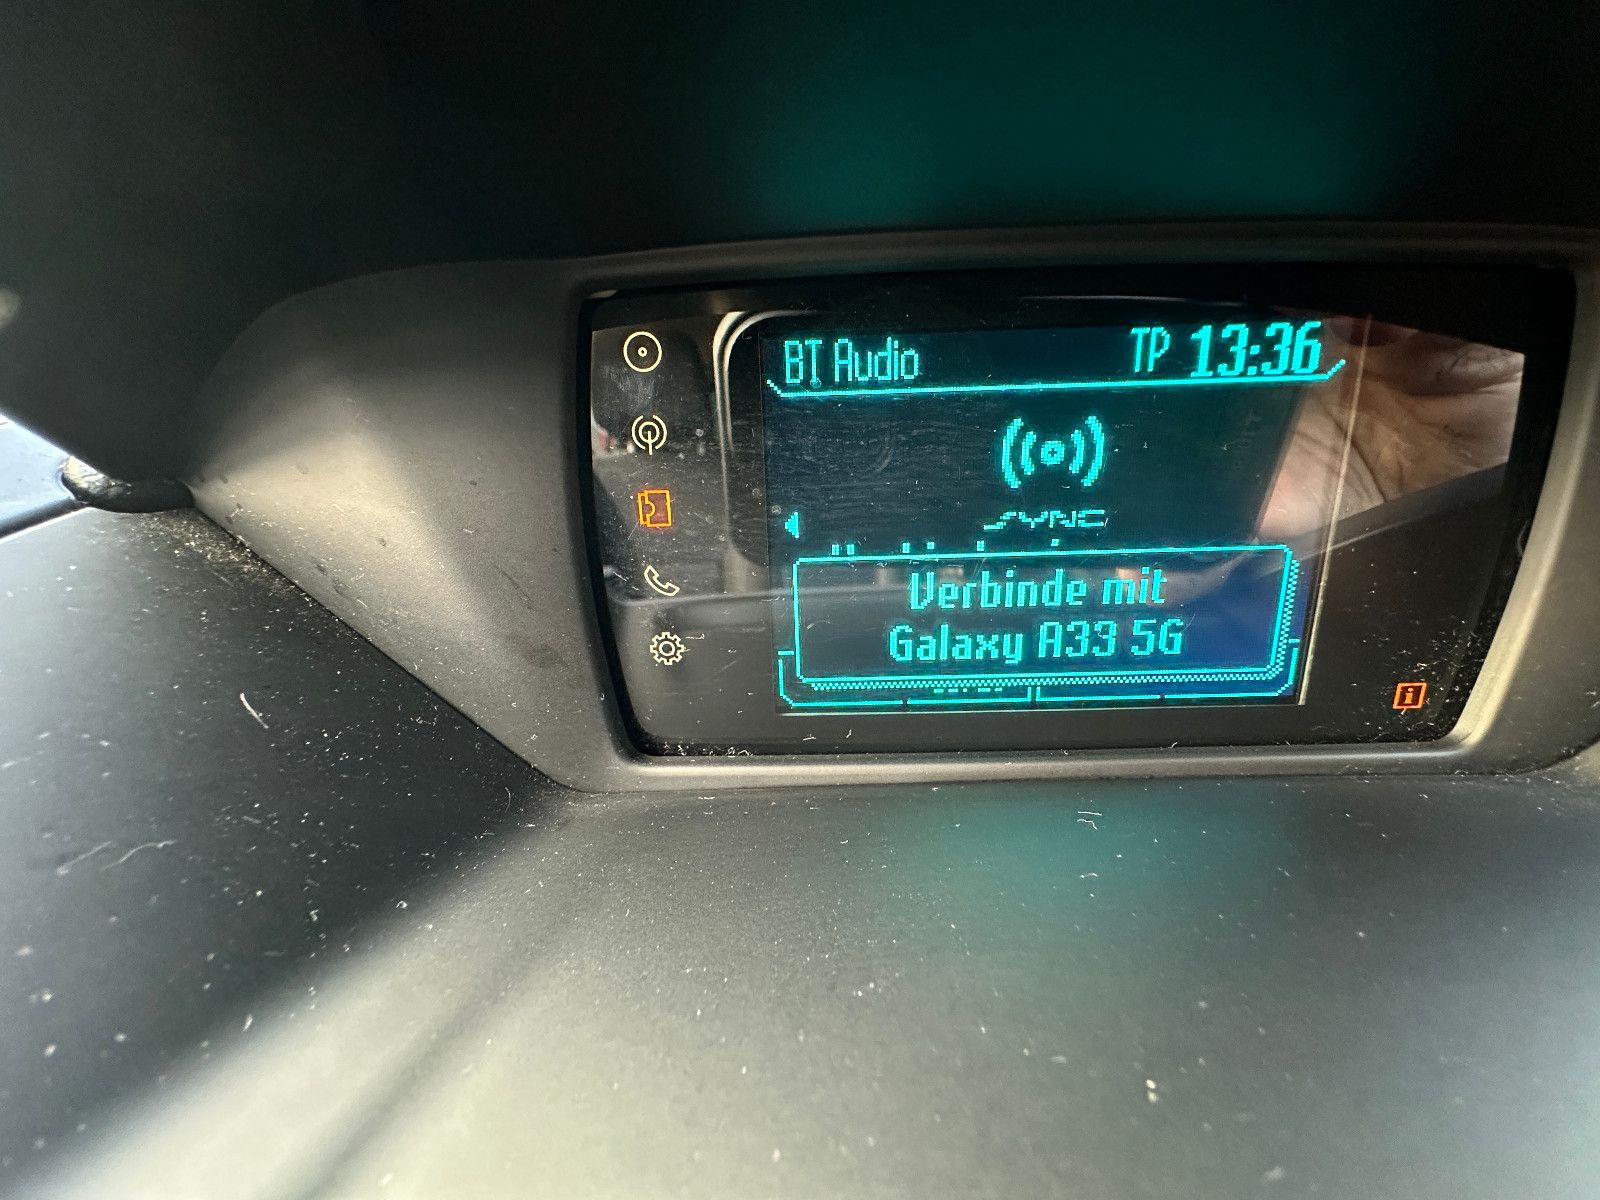 BT Audio TP 13:36
SYNC
Verbinde mit
Galaxy A33 5G